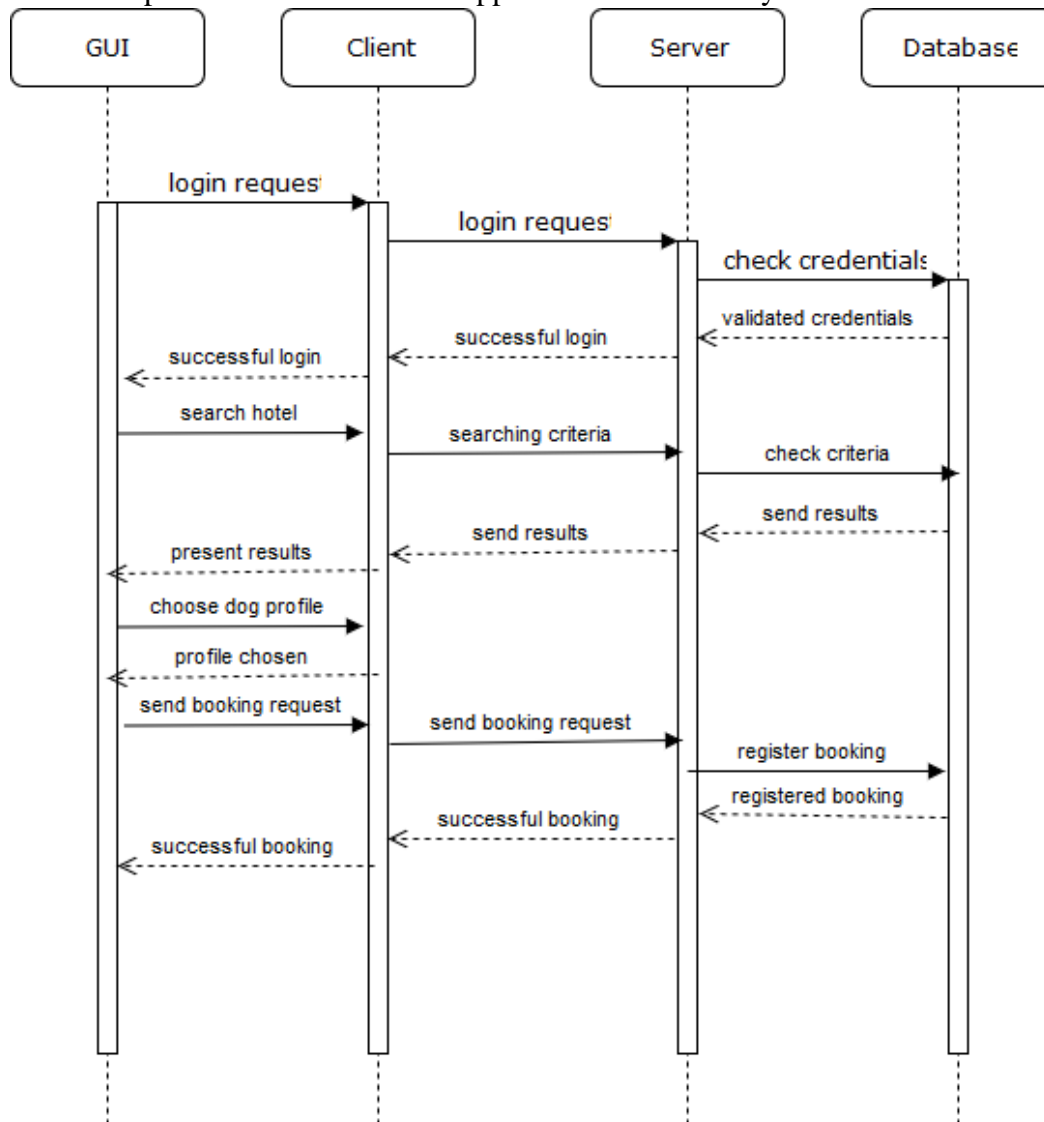 GUI
Client
Server
Database
login reques
login reques
check credentials
validated credentials
successful login
successful login
search hotel
searching criteria
check criteria
send results
send results
present results
choose dog profile
profile chosen
send booking request
send booking request
register booking
registered booking
successful booking
successful booking